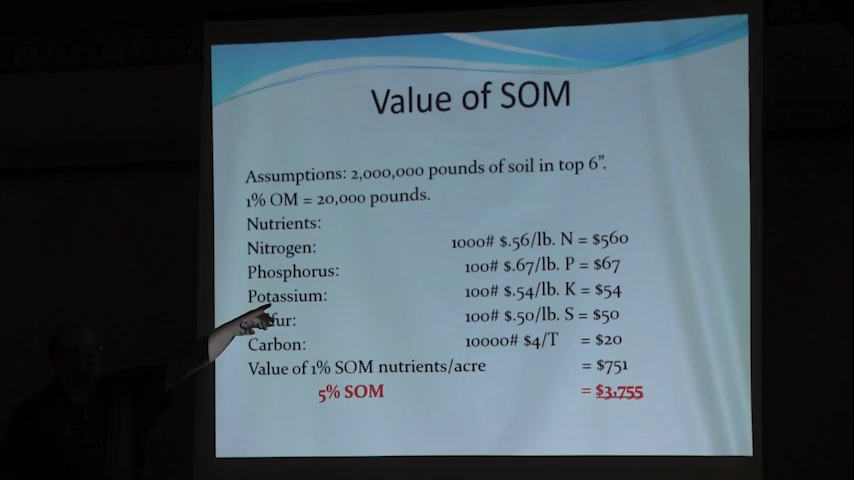 Value of SOM
Assumptions: 2,000,000 pounds of soil in top 6”.
1% OM = 20,000 pounds.
Nutrients:
Nitrogen: 1000# $.56/lb. N = $560
Phosphorus: 100# $.67/lb. P = $67
Potassium: 100# $.54/lb. K = $54
100# $.50/lb. S = $50
Carbon: 10000# $4/T = $20
Value of 1% SOM nutrients/acre = $751
5% SOM = $3,755